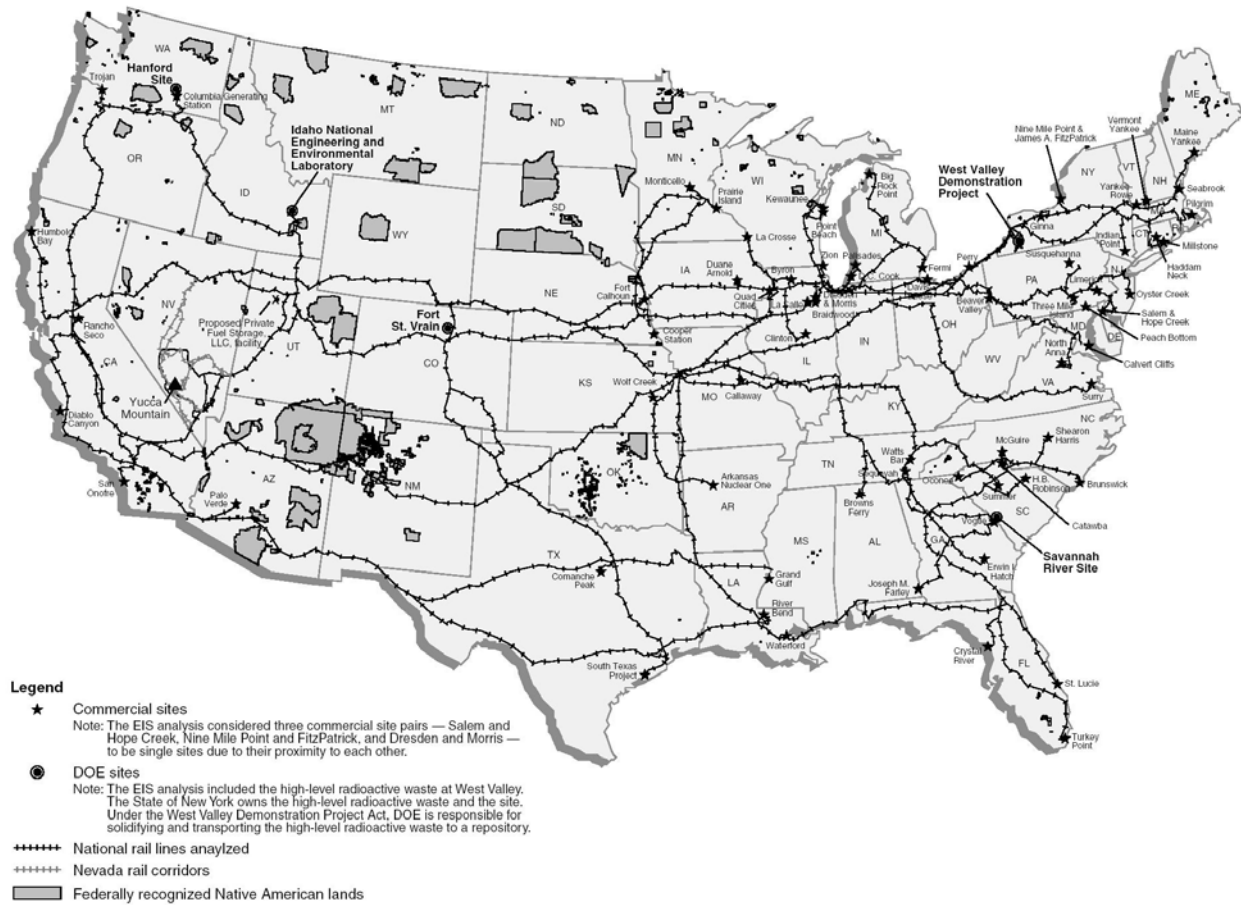 WA
Hanford
Site
Trojan
Columbia Generating
Station
Idaho National
Engineering and
Environmental
Laboratory
MT
ND
OR
ID
MN
Monticello
Prairie
Island
WI
Kewaunee
Point
Beach
Big
Rock
Point
MI
West Valley
Demonstration
Project
Nine Mile Point &
James A. FitzPatrick
Vermont
Yankee
ME
Maine
Yankee
NY
VT
NH
Yankee-
Rowe
Seabrook
Pilgrim
MA
Ginna
Indian
Point
CT
RI
Millstone
Haddam
Neck
Humbolt
Bay
SD
WY
La Crosse
Zion
Palisades
D.C. Cook
Fermi
Davis
Perry
Susquehanna
PA
NJ
Limerick
Oyster Creek
Beaver
Valley
Three Mile
Island
Salem &
Hope Creek
Peach Bottom
MD
DE
Calvert Cliffs
NV
Proposed Private
Fuel Storage,
LLC, facility
UT
Fort
St. Vrain
NE
Fort
Calhoun
IA
Duane
Arnold
Quad
Cities
Byron
La Salle
Dresden
& Morris
Braidwood
Clinton
IL
IN
OH
WV
North
Anna
VA
Surry
Rancho
Seco
CA
Yucca
Mountain
Diablo
Canyon
CO
Cooper
Station
KS
Wolf Creek
MO
Callaway
KY
NC
San
Onofre
AZ
Palo
Verde
NM
OK
Arkansas
Nuclear One
AR
TN
Watts
Bar
Sequoyah
Browns
Ferry
McGuire
Shearon
Harris
Oconee
Summer
H.B.
Robinson
Brunswick
SC
Catawba
Vogtle
Savannah
River Site
MS
AL
GA
Erwin I.
Hatch
Joseph M.
Farley
TX
Comanche
Peak
LA
Grand
Gulf
River
Bend
Waterford
South Texas
Project
Crystal
River
FL
St. Lucie
Turkey
Point
Legend
Commercial sites
Note: The EIS analysis considered three commercial site pairs — Salem and
Hope Creek, Nine Mile Point and FitzPatrick, and Dresden and Morris —
to be single sites due to their proximity to each other.
DOE sites
Note: The EIS analysis included the high-level radioactive waste at West Valley.
The State of New York owns the high-level radioactive waste and the site.
Under the West Valley Demonstration Project Act, DOE is responsible for
solidifying and transporting the high-level radioactive waste to a repository.
National rail lines anaylzed
Nevada rail corridors
Federally recognized Native American lands